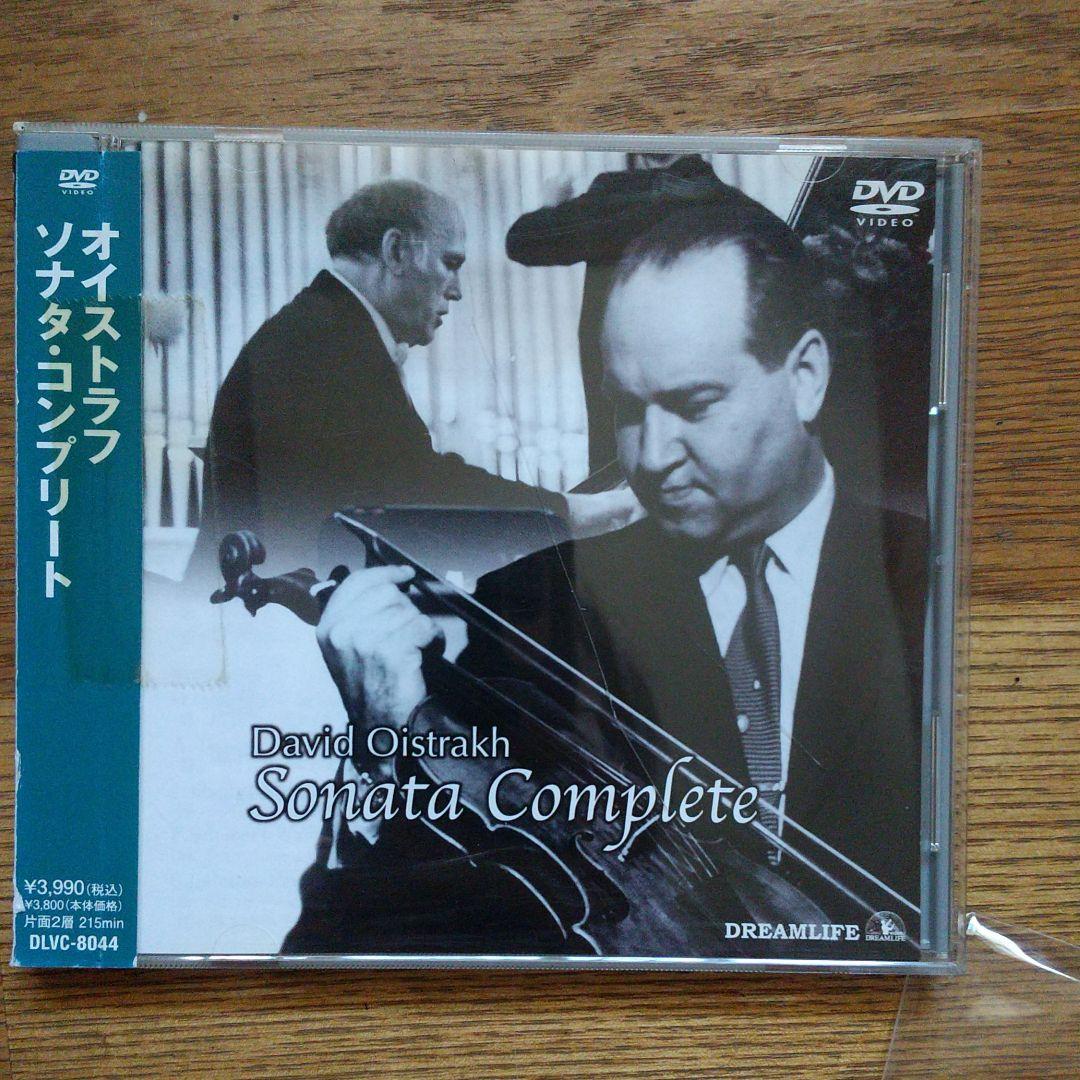 DVD
VIDEO
オイストラフ
ソナタ・コンプリート
¥3,990(税込)
¥3,800(本体価格)
片面2層 215min
DLVC-8044
DVD
VIDEO
David Oistrakh
Sonata Complete
DREAMLIFE
DREAMLIFE